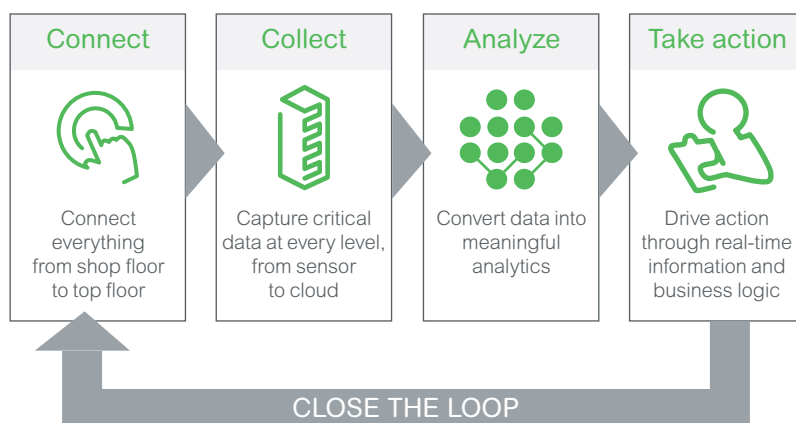 Connect
Connect
everything
from shop floor
to top floor
Collect
Capture critical
data at every level,
from sensor
to cloud
Analyze
Convert data into
meaningful
analytics
Take action
Drive action
through real-time
information and
business logic
CLOSE THE LOOP